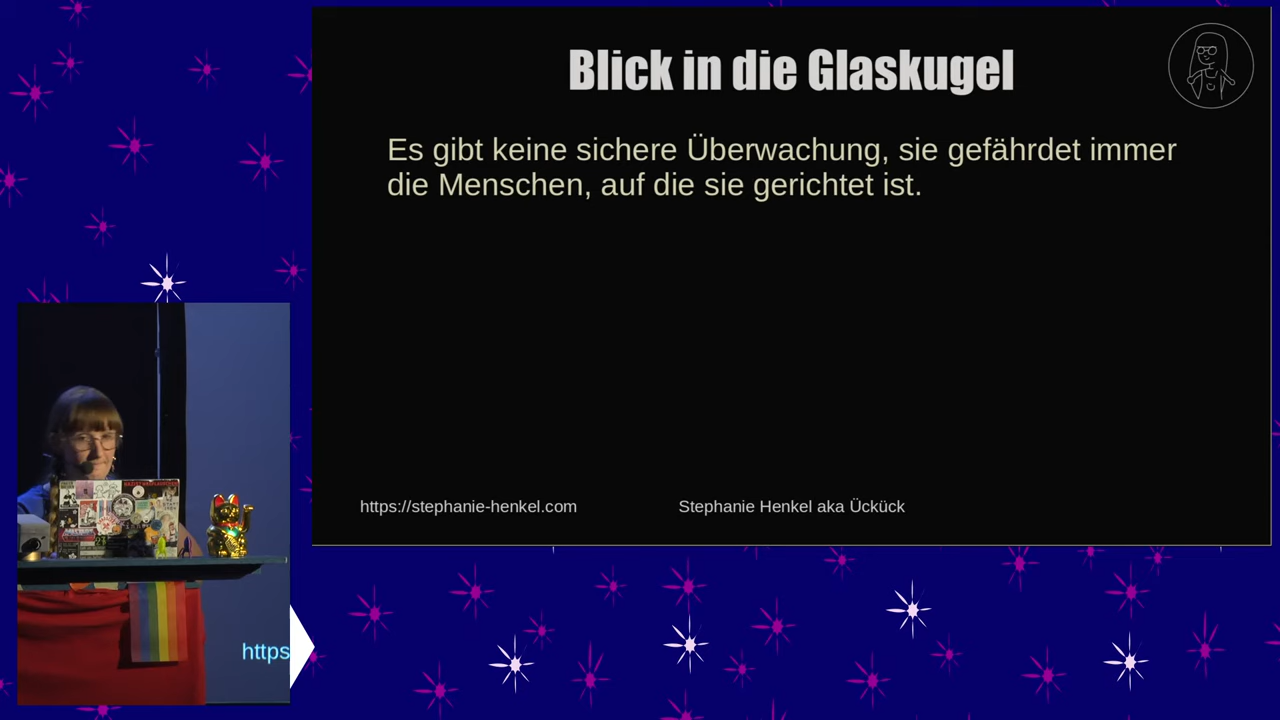 Blick in die Glaskugel
Es gibt keine sichere Überwachung, sie gefährdet immer
die Menschen, auf die sie gerichtet ist.
https://stephanie-henkel.com
Stephanie Henkel aka Ückück
https